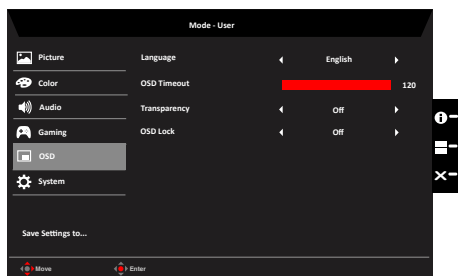 Mode - User
Picture
Language English
Color
OSD Timeout 120
Audio
Transparency Off
Gaming
OSD Lock Off
OSD
System
Save Settings to...
Move Enter